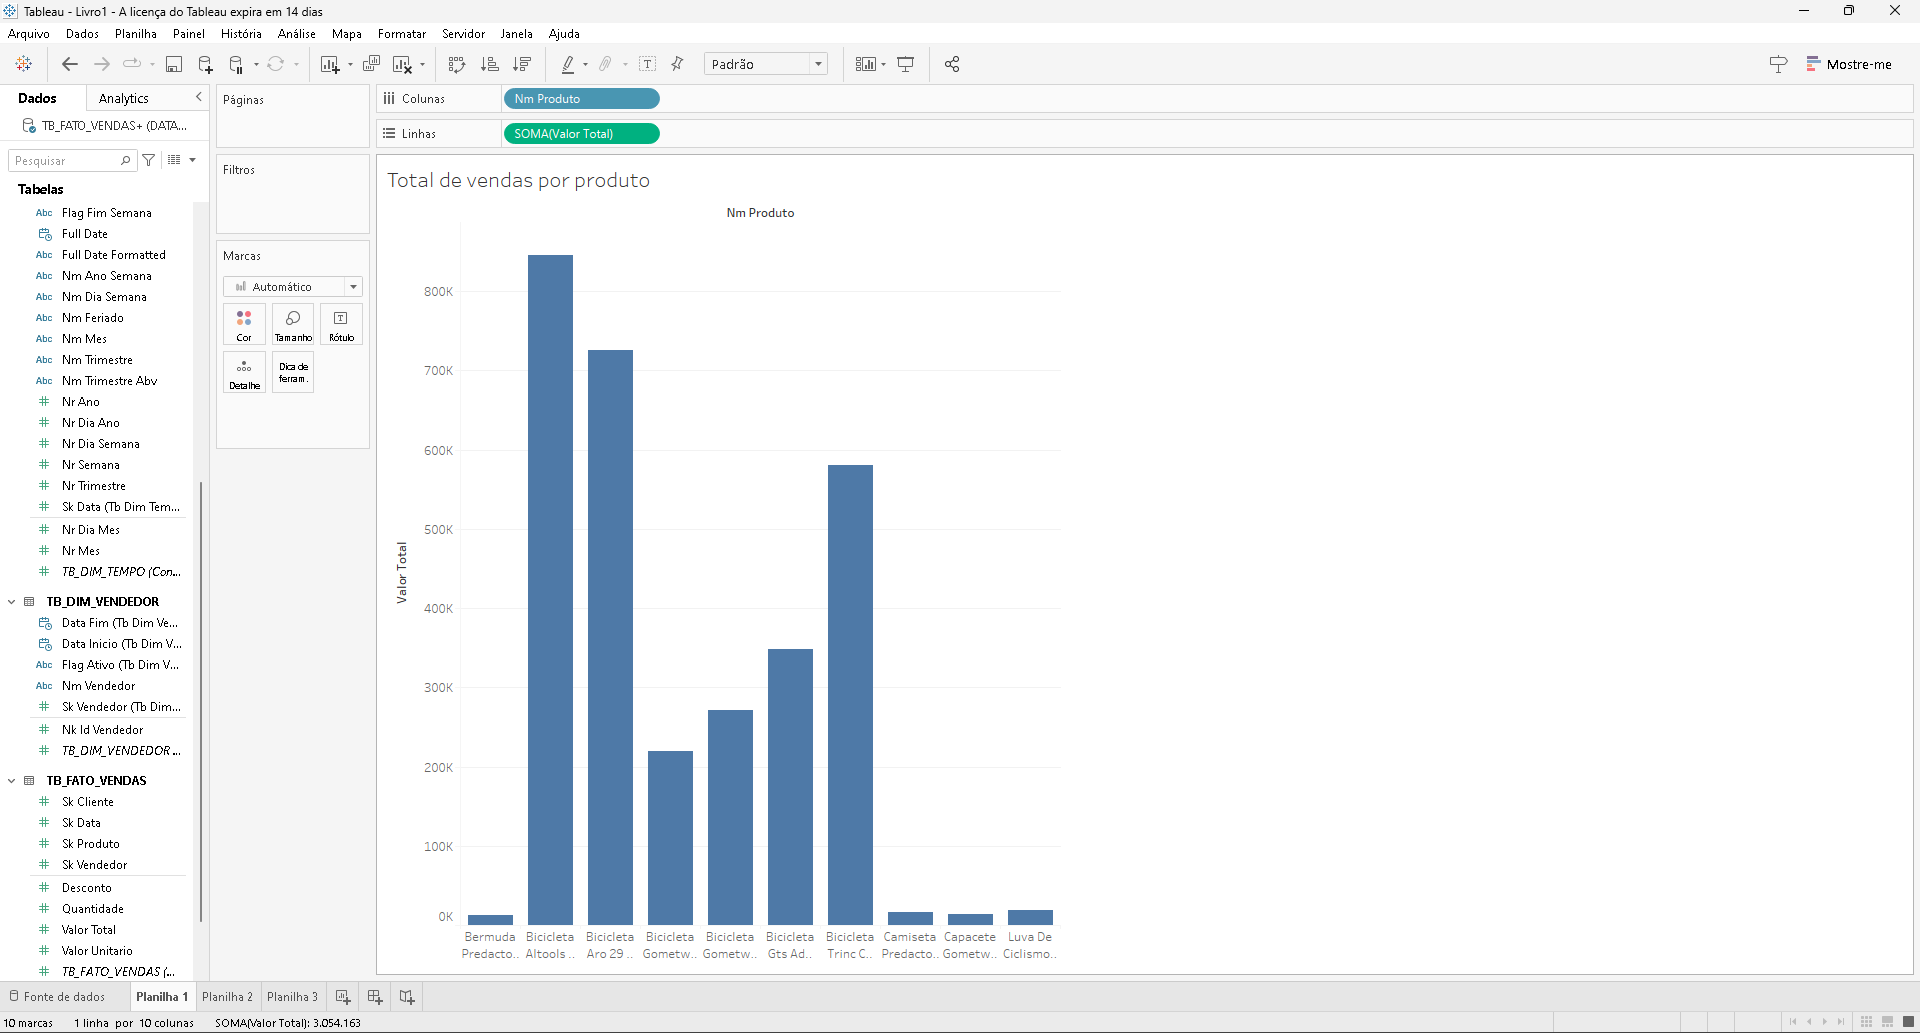 Tableau - Livro1 - A licença do Tableau expira em 14 dias
Arquivo Dados Planilha Painel História Análise Mapa Formatar Servidor Janela Ajuda
Padrão
Mostre-me
Dados Analytics
TB_FATO_VENDAS+ (DATA...
Pesquisar
Tabelas
Abc Flag Fim Semana
Full Date
Abc Full Date Formatted
Abc Nm Ano Semana
Abc Nm Dia Semana
Abc Nm Feriado
Abc Nm Mes
Abc Nm Trimestre
Abc Nm Trimestre Abv
Nr Ano
Nr Dia Ano
Nr Dia Semana
Nr Semana
Nr Trimestre
Sk Data (Tb Dim Tem...
Nr Dia Mes
Nr Mes
TB_DIM_TEMPO (Con...
TB_DIM_VENDEDOR
Data Fim (Tb Dim Ve...
Data Inicio (Tb Dim V...
Abc Flag Ativo (Tb Dim V...
Abc Nm Vendedor
Sk Vendedor (Tb Dim...
Nk Id Vendedor
TB_DIM_VENDEDOR ...
TB_FATO_VENDAS
Sk Cliente
Sk Data
Sk Produto
Sk Vendedor
Desconto
Quantidade
Valor Total
Valor Unitario
TB_FATO_VENDAS (...
Páginas
Filtros
Marcas
Automático
Cor Tamanho Rótulo
Detalhe
Dica de
ferram.
Colunas Nm Produto
Linhas SOMA(Valor Total)
Total de vendas por produto
Nm Produto
Valor Total
800K
700K
600K
500K
400K
300K
200K
100K
0K
Bermuda Bicicleta Bicicleta Bicicleta Bicicleta Bicicleta Bicicleta Camiseta Capacete Luva De
Predacto.. Altools .. Aro 29 .. Gometw.. Gometw.. Gts Ad.. Trinc C.. Predacto.. Gometw.. Ciclismo..
Fonte de dados Planilha 1 Planilha 2 Planilha 3
10 marcas 1 linha por 10 colunas SOMA(Valor Total): 3.054.163